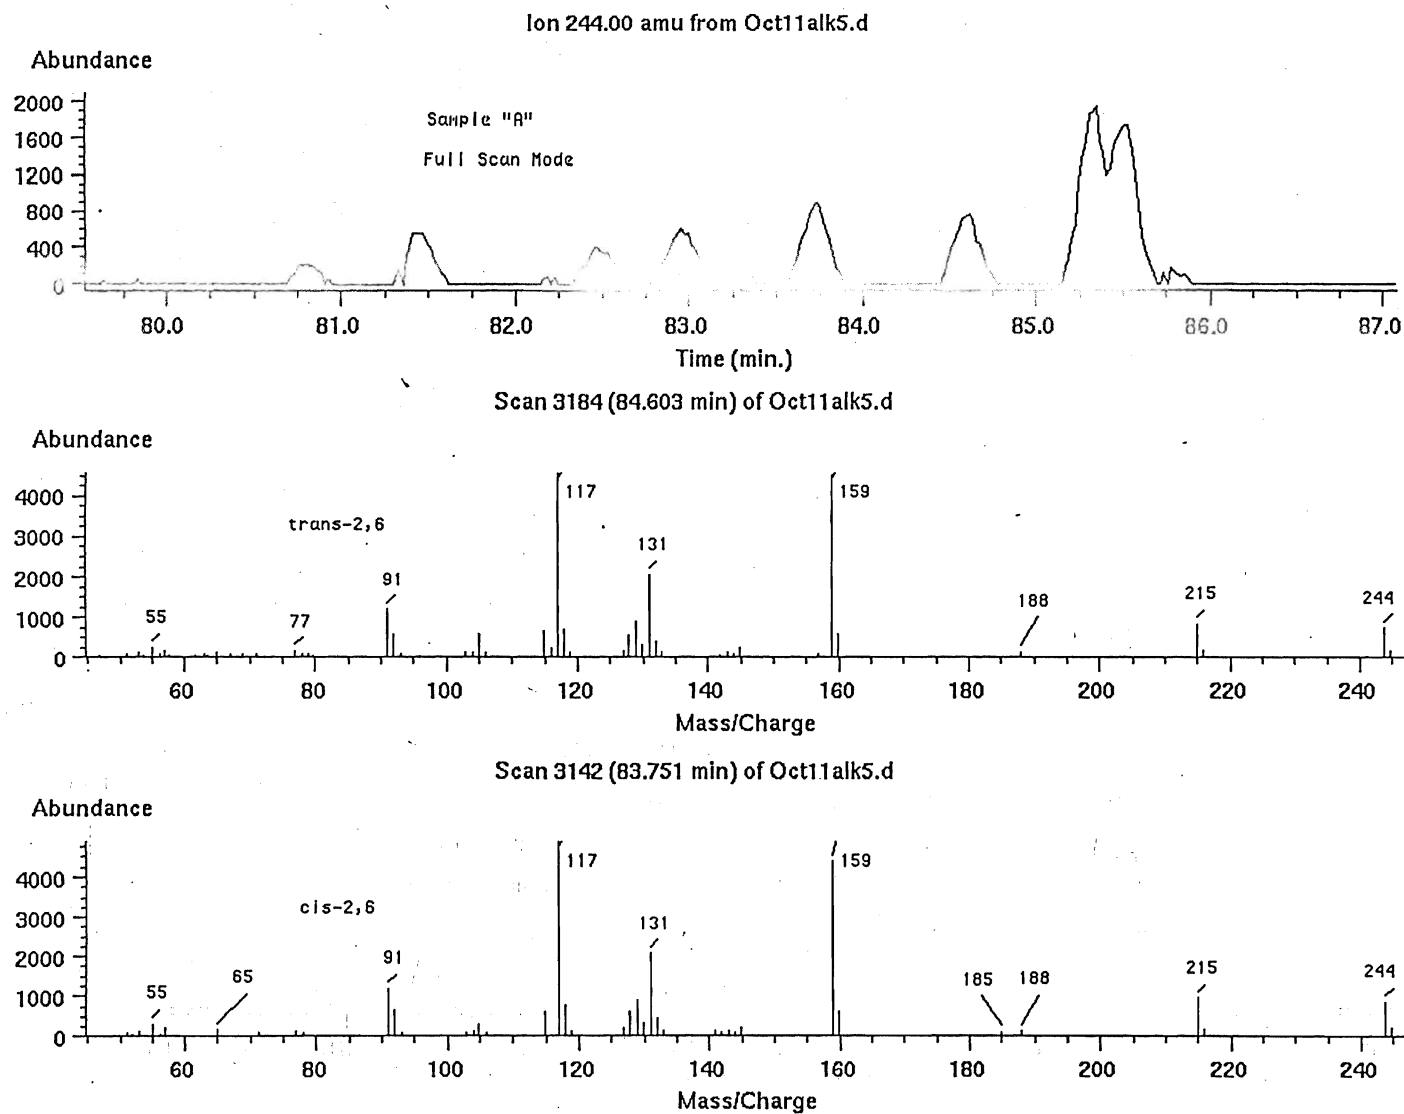 Ion 244.00 amu from Oct11alk5.d
Abundance
2000
1600
1200
800
400
0
Sample "A"
Full Scan Mode
80.0 81.0 82.0 83.0 84.0 85.0 86.0 87.0
Time (min.)
Scan 3184 (84.603 min) of Oct11alk5.d
Abundance
4000
3000
2000
1000
0
trans-2,6
55
77
91
117
131
159
188
215
244
60 80 100 120 140 160 180 200 220 240
Mass/Charge
Scan 3142 (83.751 min) of Oct11alk5.d
Abundance
4000
3000
2000
1000
0
cis-2,6
55
65
91
117
131
159
185
188
215
244
60 80 100 120 140 160 180 200 220 240
Mass/Charge